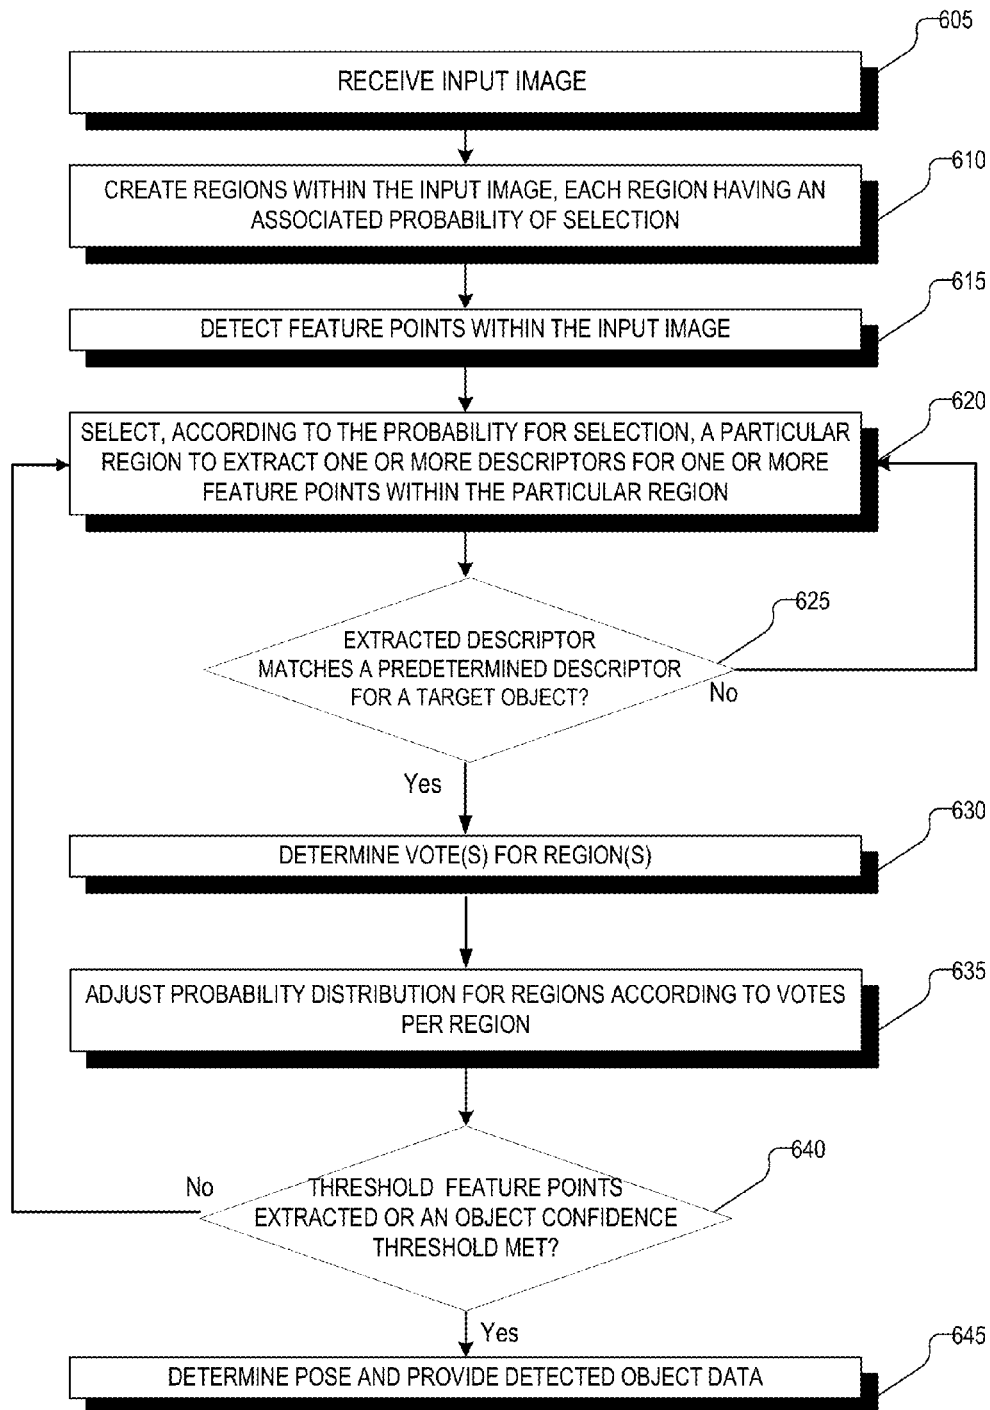 605
RECEIVE INPUT IMAGE
610
CREATE REGIONS WITHIN THE INPUT IMAGE, EACH REGION HAVING AN
ASSOCIATED PROBABILITY OF SELECTION
615
DETECT FEATURE POINTS WITHIN THE INPUT IMAGE
620
SELECT, ACCORDING TO THE PROBABILITY FOR SELECTION, A PARTICULAR
REGION TO EXTRACT ONE OR MORE DESCRIPTORS FOR ONE OR MORE
FEATURE POINTS WITHIN THE PARTICULAR REGION
625
EXTRACTED DESCRIPTOR
MATCHES A PREDETERMINED DESCRIPTOR
FOR A TARGET OBJECT?
No
Yes
630
DETERMINE VOTE(S) FOR REGION(S)
635
ADJUST PROBABILITY DISTRIBUTION FOR REGIONS ACCORDING TO VOTES
PER REGION
640
No
THRESHOLD FEATURE POINTS
EXTRACTED OR AN OBJECT CONFIDENCE
THRESHOLD MET?
Yes
645
DETERMINE POSE AND PROVIDE DETECTED OBJECT DATA